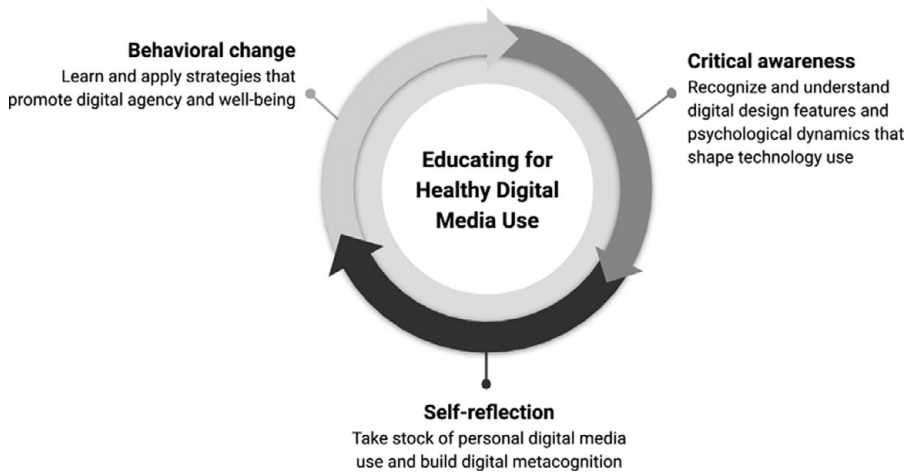 Behavioral change
Learn and apply strategies that
promote digital agency and well-being
Critical awareness
Recognize and understand
digital design features and
psychological dynamics that
shape technology use
Educating for
Healthy Digital
Media Use
Self-reflection
Take stock of personal digital media
use and build digital metacognition